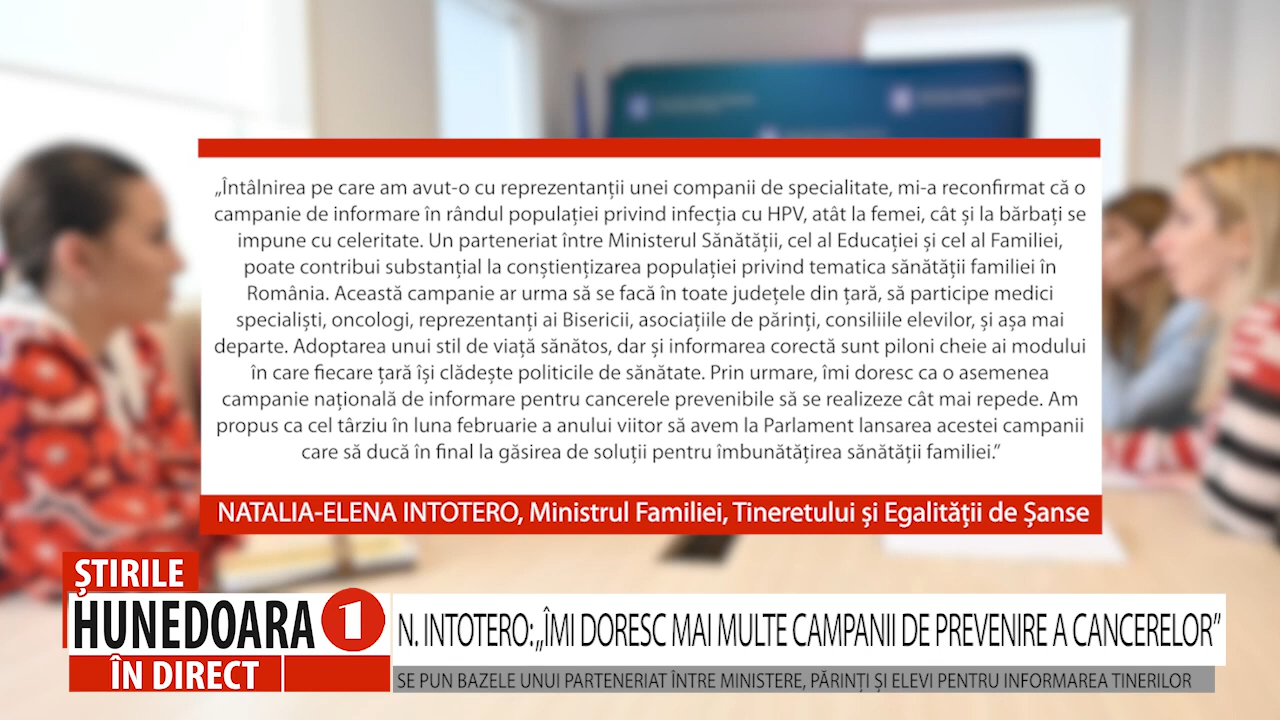 „Întâlnirea pe care am avut-o cu reprezentanții unei companii de specialitate, mi-a reconfirmat că o
campanie de informare în rândul populației privind infecția cu HPV, atât la femei, cât și la bărbați se
impune cu celeritate. Un parteneriat între Ministerul Sănătății, cel al Educației și cel al Familiei,
poate contribui substanțial la conștientizarea populației privind tematica sănătății familiei în
România. Această campanie ar urma să se facă în toate județele din țară, să participe medici
specialiști, oncologi, reprezentanți ai Bisericii, asociațiile de părinți, consiliile elevilor, și așa mai
departe. Adoptarea unui stil de viață sănătos, dar și informarea corectă sunt piloni cheie ai modului
în care fiecare țară își clădește politicile de sănătate. Prin urmare, îmi doresc ca o asemenea
campanie națională de informare pentru cancerele prevenibile să se realizeze cât mai repede. Am
propus ca cel târziu în luna februarie a anului viitor să avem la Parlament lansarea acestei campanii
care să ducă în final la găsirea de soluții pentru îmbunătățirea sănătății familiei.”
NATALIA-ELENA INTOTERO, Ministrul Familiei, Tineretului și Egalității de Șanse
ȘTIRILE
HUNEDOARA 1
ÎN DIRECT
N. INTOTERO:„ÎMI DORESC MAI MULTE CAMPANII DE PREVENIRE A CANCERELOR”
SE PUN BAZELE UNUI PARTENERIAT ÎNTRE MINISTERE, PĂRINȚI ȘI ELEVI PENTRU INFORMAREA TINERILOR